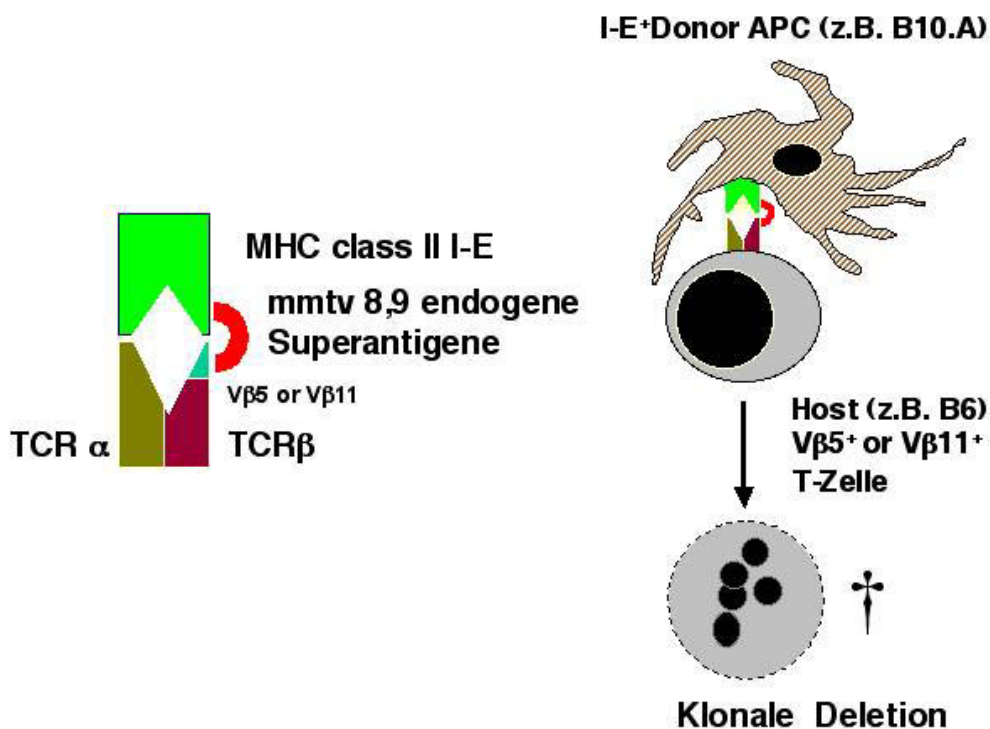 I-E⁺Donor APC (z.B. B10.A)
MHC class II I-E
mmtv 8,9 endogene
Superantigene
Vβ5 or Vβ11
TCR α
TCRβ
Host (z.B. B6)
Vβ5⁺ or Vβ11⁺
T-Zelle
†
Klonale Deletion